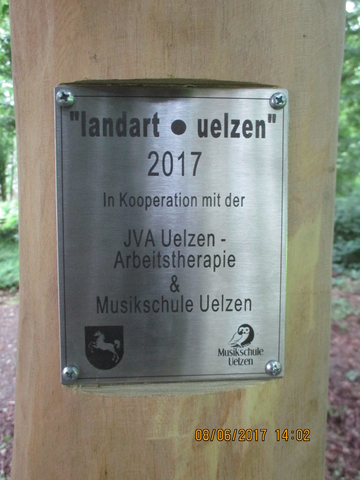 "landart ● uelzen"
2017
In Kooperation mit der
JVA Uelzen -
Arbeitstherapie
&
Musikschule Uelzen
Musikschule
Uelzen
08/06/2017 14:02